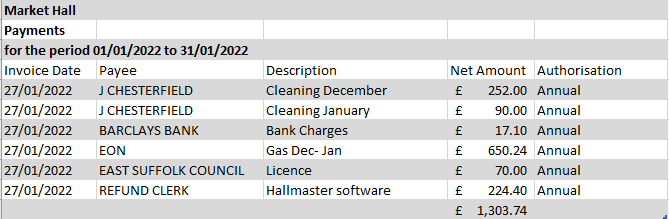 Market Hall
Payments
for the period 01/01/2022 to 31/01/2022
Invoice Date Payee Description Net Amount Authorisation
27/01/2022 J CHESTERFIELD Cleaning December £ 252.00 Annual
27/01/2022 J CHESTERFIELD Cleaning January £ 90.00 Annual
27/01/2022 BARCLAYS BANK Bank Charges £ 17.10 Annual
27/01/2022 EON Gas Dec- Jan £ 650.24 Annual
27/01/2022 EAST SUFFOLK COUNCIL Licence £ 70.00 Annual
27/01/2022 REFUND CLERK Hallmaster software £ 224.40 Annual
£ 1,303.74